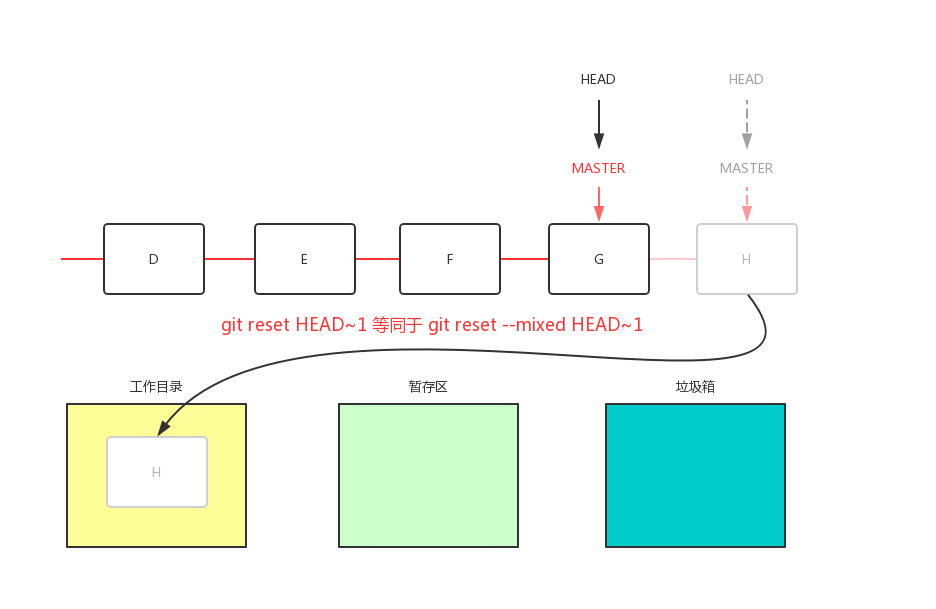 HEAD HEAD
MASTER MASTER
D E F G H
git reset HEAD~1 等同于 git reset --mixed HEAD~1
工作目录 暂存区 垃圾箱
H